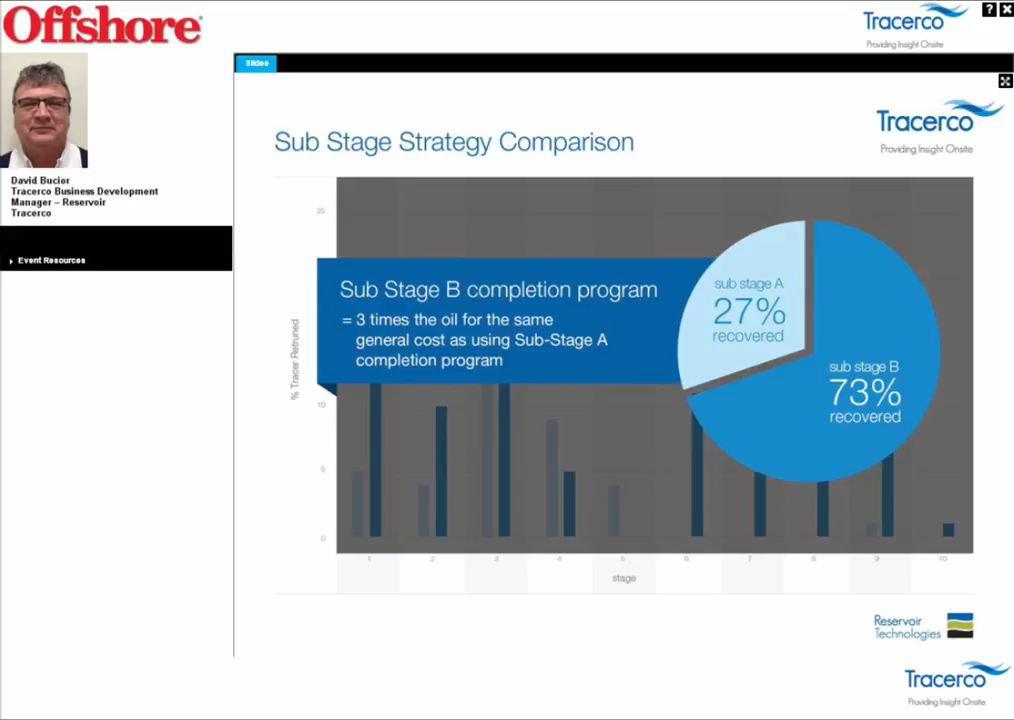 Offshore
Tracerco
Providing Insight Onsite
?
Slides
David Bucior
Tracerco Business Development
Manager – Reservoir
Tracerco
Event Resources
Tracerco
Providing Insight Onsite
Sub Stage Strategy Comparison
25
10
5
0
% Tracer Retruned
Sub Stage B completion program
= 3 times the oil for the same
general cost as using Sub-Stage A
completion program
sub stage A
27%
recovered
sub stage B
73%
recovered
1 2 3 4 5 6 7 8 9 10
stage
Reservoir
Technologies
Tracerco
Providing Insight Onsite